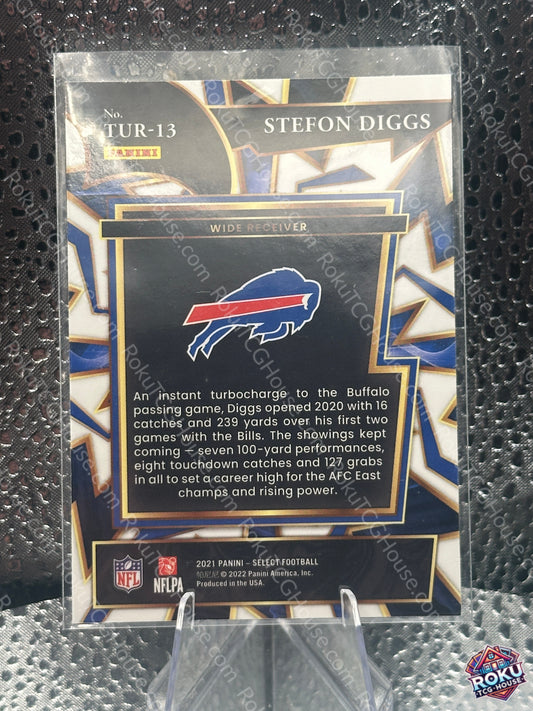 No.
TUR-13
PANINI
STEFON DIGGS
WIDE RECEIVER
An instant turbocharge to the Buffalo
passing game, Diggs opened 2020 with 16
catches and 239 yards over his first two
games with the Bills. The showings kept
coming — seven 100-yard performances,
eight touchdown catches and 127 grabs
in all to set a career high for the AFC East
champs and rising power.
NFL
NFLPA
2021 PANINI – SELECT FOOTBALL
PANINI © 2022 Panini America, Inc.
Produced in the USA.
RokuTCGHouse.com
ROKU
TCG-HOUSE